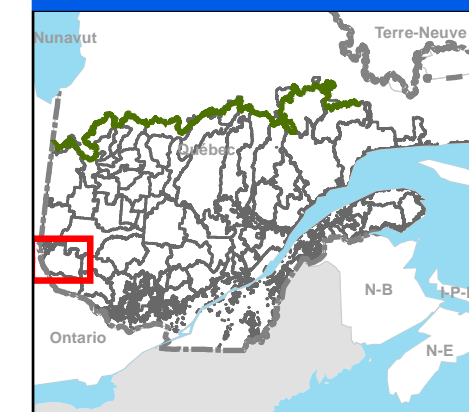 Nunavut
Terre-Neuve
Québec
N-B
I-P-
Ontario
N-E